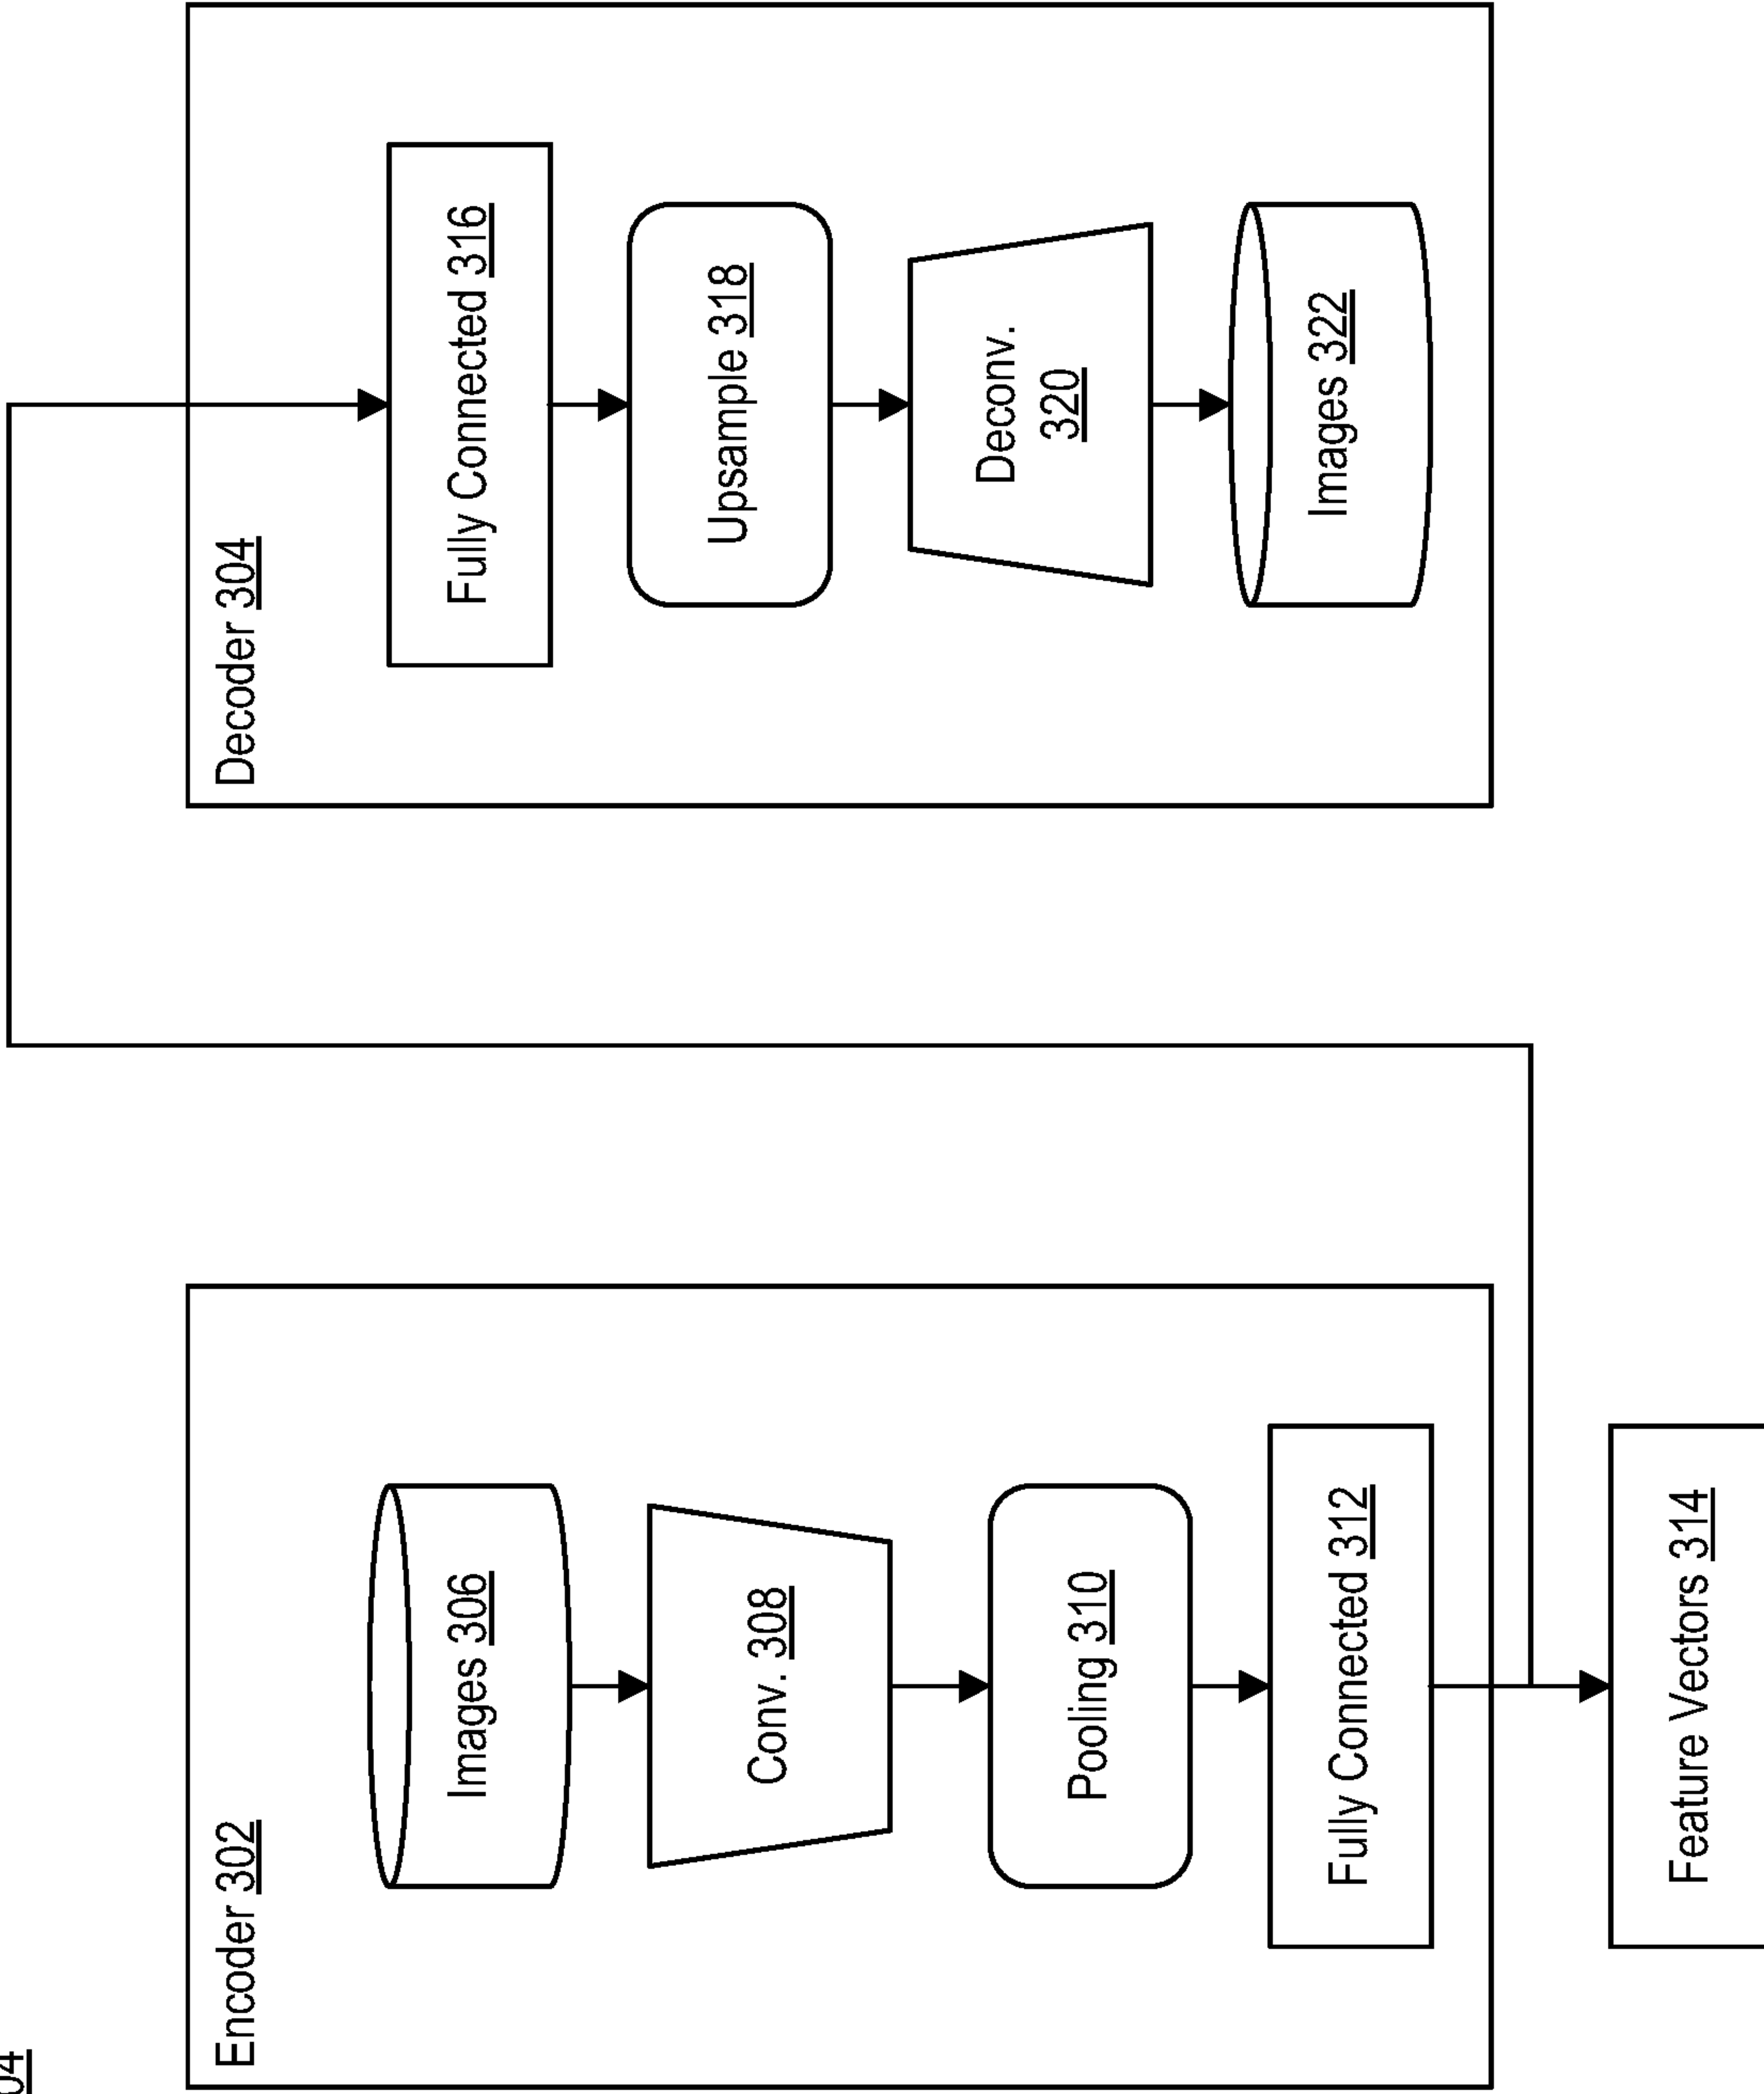 Encoder 302
Images 306
Conv. 308
Pooling 310
Fully Connected 312
Feature Vectors 314
Decoder 304
Fully Connected 316
Upsample 318
Deconv.
320
Images 322